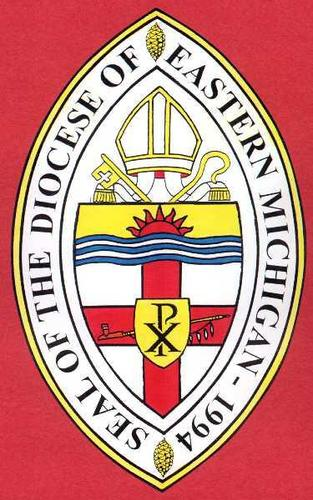 SEAL OF THE DIOCESE OF EASTERN MICHIGAN - 1994